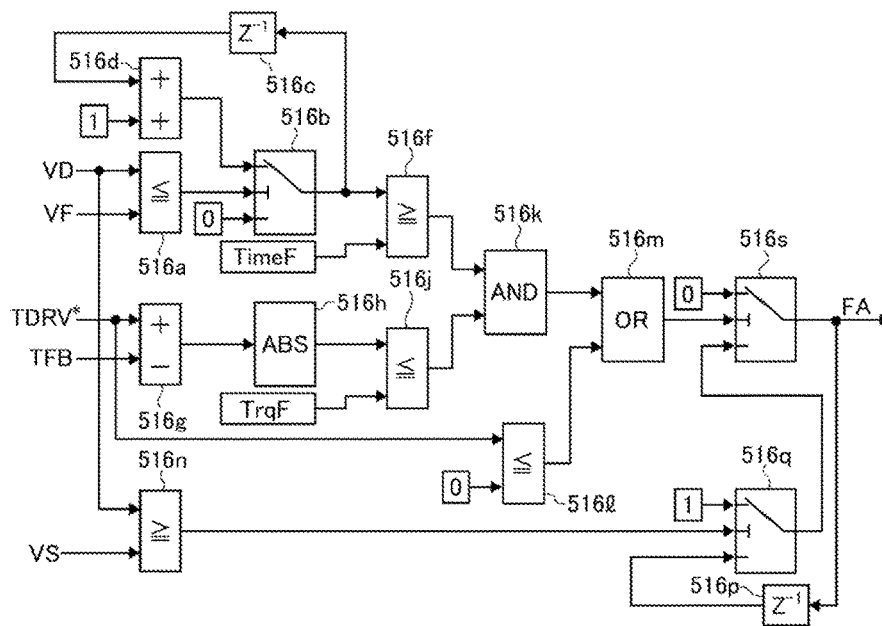 Z⁻¹
516d
516c
+
+
1
516b
516f
VD
VF
≦
≧
0
516a
TimeF
516k
516m
516s
516h
516j
AND
0
OR
FA
TDRV*
TFB
+
−
ABS
≦
516g
TrqF
516n
≦
0
516ℓ
516q
1
≧
VS
516p
Z⁻¹